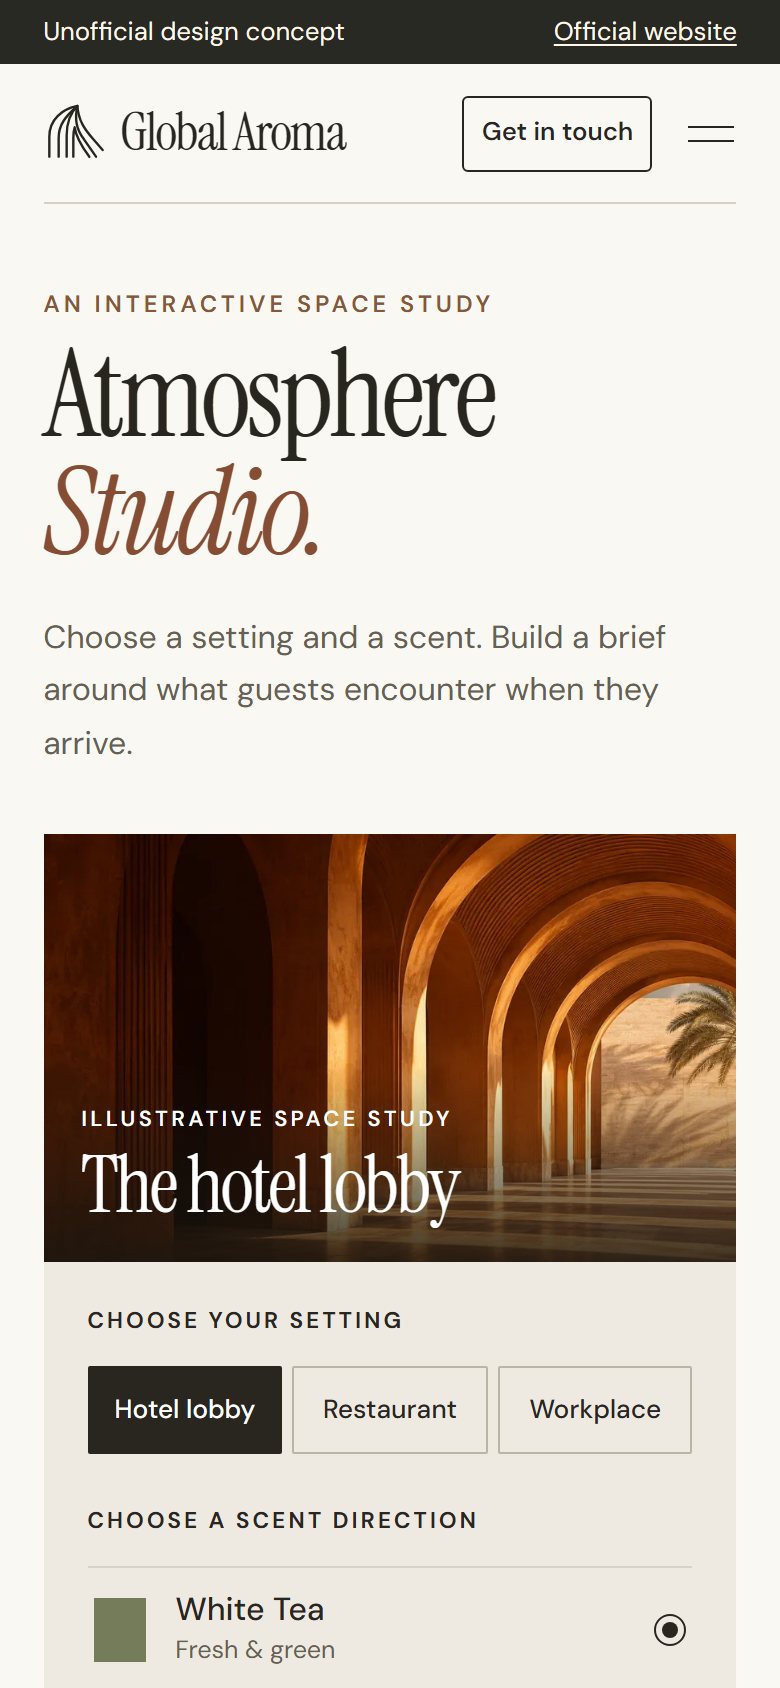 Unofficial design concept
Official website
Global Aroma
Get in touch
AN INTERACTIVE SPACE STUDY
Atmosphere
Studio.
Choose a setting and a scent. Build a brief
around what guests encounter when they
arrive.
ILLUSTRATIVE SPACE STUDY
The hotel lobby
CHOOSE YOUR SETTING
Hotel lobby
Restaurant
Workplace
CHOOSE A SCENT DIRECTION
White Tea
Fresh & green